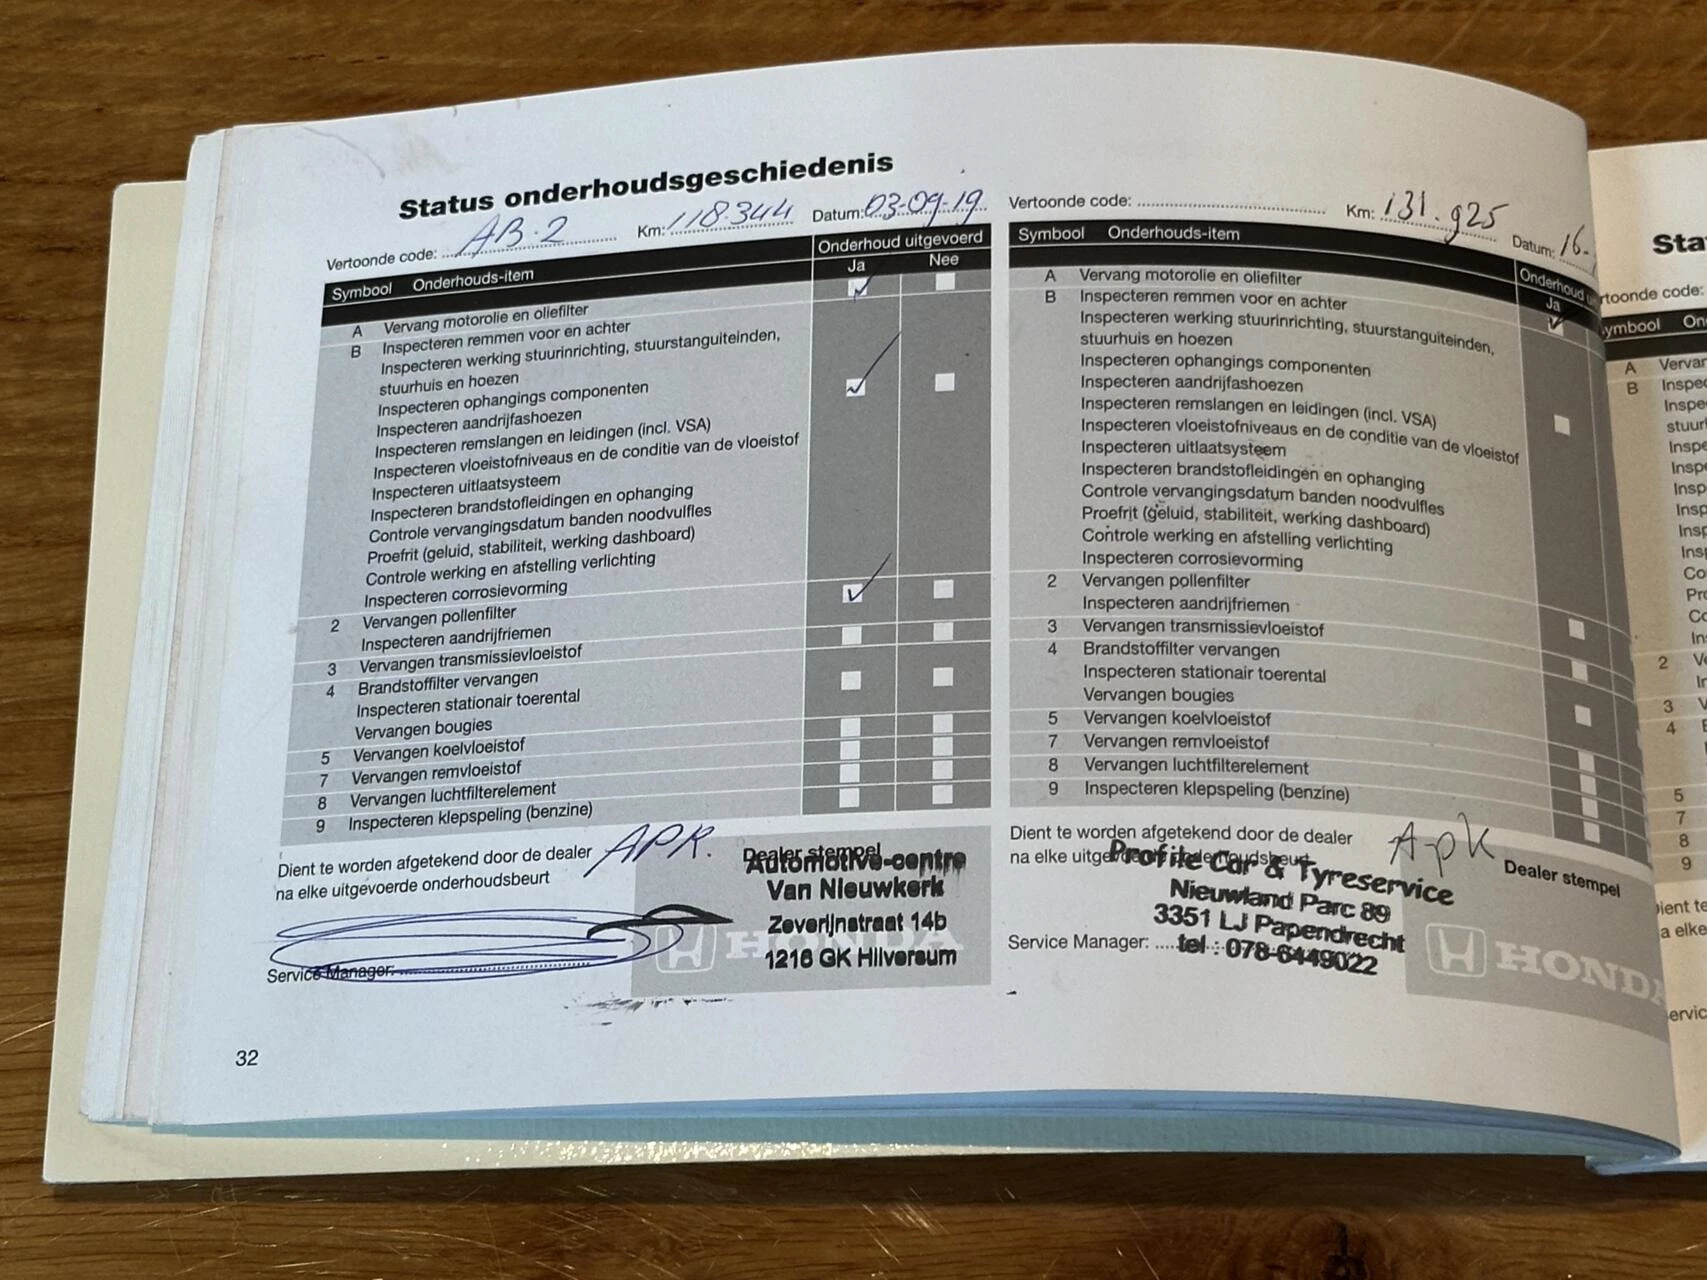 Status onderhoudsgeschiedenis
Vertoonde code: AB.2 Km: 118.344 Datum: 03-09-19
Symbool Onderhouds-item Onderhoud uitgevoerd
Ja Nee
A Vervang motorolie en oliefilter
B Inspecteren remmen voor en achter
Inspecteren werking stuurinrichting, stuurstanguiteinden,
stuurhuis en hoezen
Inspecteren ophangings componenten
Inspecteren aandrijfashoezen
Inspecteren remslangen en leidingen (incl. VSA)
Inspecteren vloeistofniveaus en de conditie van de vloeistof
Inspecteren uitlaatsysteem
Inspecteren brandstofleidingen en ophanging
Controle vervangingsdatum banden noodvulfles
Proefrit (geluid, stabiliteit, werking dashboard)
Controle werking en afstelling verlichting
Inspecteren corrosievorming
2 Vervangen pollenfilter
Inspecteren aandrijfriemen
3 Vervangen transmissievloeistof
4 Brandstoffilter vervangen
Inspecteren stationair toerental
Vervangen bougies
5 Vervangen koelvloeistof
7 Vervangen remvloeistof
8 Vervangen luchtfilterelement
9 Inspecteren klepspeling (benzine)
Dient te worden afgetekend door de dealer
na elke uitgevoerde onderhoudsbeurt
APK.
Dealer stempel
Automotive-centre
Van Nieuwkerk
Zeverijnstraat 14b
1216 GK Hilversum
HONDA
Service Manager:
32
Vertoonde code: Km: 131.925 Datum: 16-
Symbool Onderhouds-item Onderhoud
Ja
A Vervang motorolie en oliefilter
B Inspecteren remmen voor en achter
Inspecteren werking stuurinrichting, stuurstanguiteinden,
stuurhuis en hoezen
Inspecteren ophangings componenten
Inspecteren aandrijfashoezen
Inspecteren remslangen en leidingen (incl. VSA)
Inspecteren vloeistofniveaus en de conditie van de vloeistof
Inspecteren uitlaatsysteem
Inspecteren brandstofleidingen en ophanging
Controle vervangingsdatum banden noodvulfles
Proefrit (geluid, stabiliteit, werking dashboard)
Controle werking en afstelling verlichting
Inspecteren corrosievorming
2 Vervangen pollenfilter
Inspecteren aandrijfriemen
3 Vervangen transmissievloeistof
4 Brandstoffilter vervangen
Inspecteren stationair toerental
Vervangen bougies
5 Vervangen koelvloeistof
7 Vervangen remvloeistof
8 Vervangen luchtfilterelement
9 Inspecteren klepspeling (benzine)
Dient te worden afgetekend door de dealer
na elke uitgevoerde onderhoudsbeurt
Apk
Dealer stempel
Profile Car & Tyreservice
Nieuwland Parc 89
3351 LJ Papendrecht
tel : 078-6449022
Service Manager:
HONDA